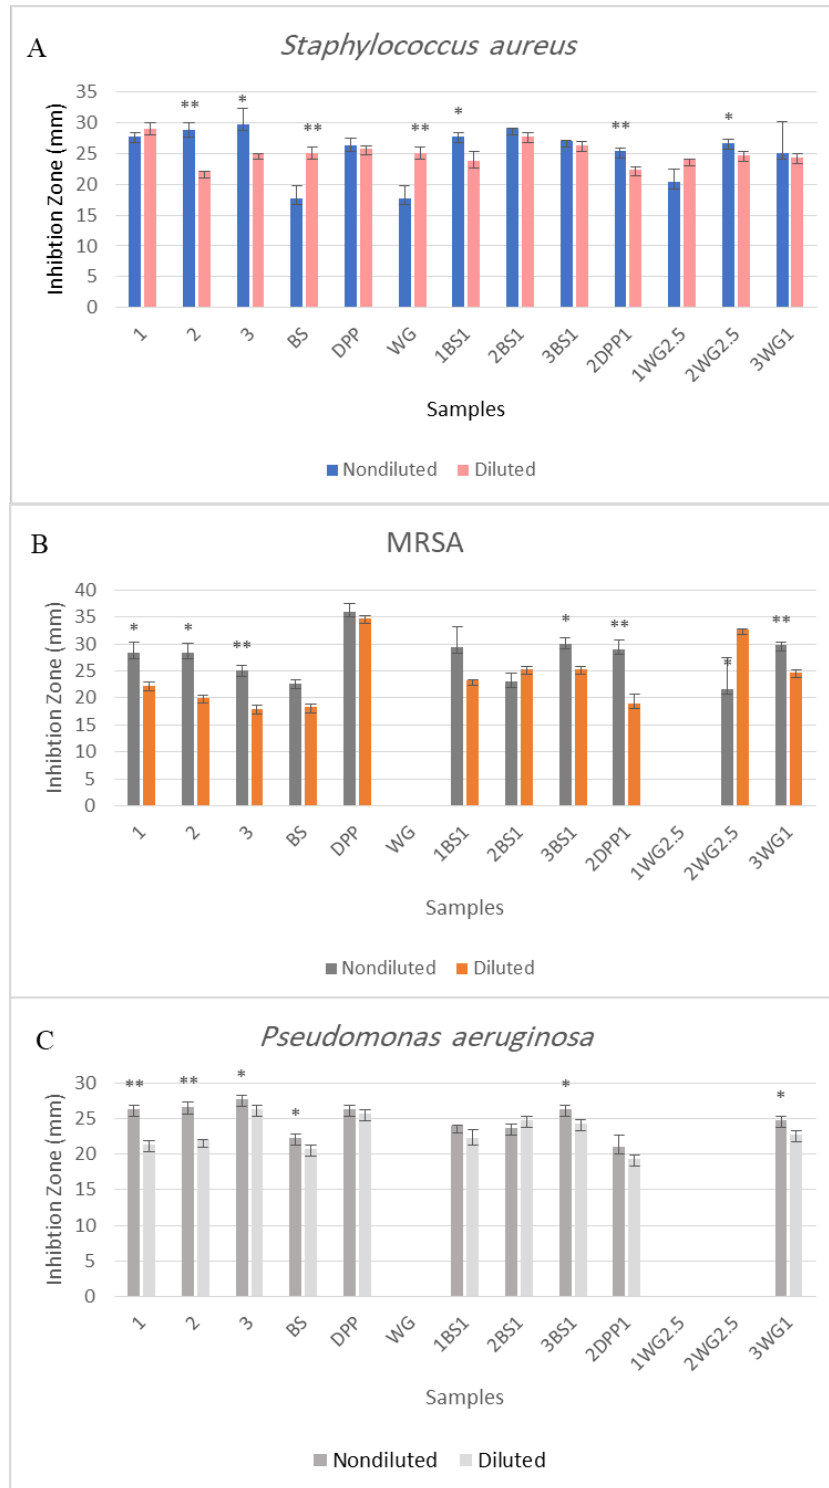 A
Staphylococcus aureus
Inhibtion Zone (mm)
35
30
25
20
15
10
5
0
** * ** ** * ** *
1 2 3 BS DPP WG 1BS1 2BS1 3BS1 2DPP1 1WG2.5 2WG2.5 3WG1
Samples
Nondiluted Diluted
B
MRSA
Inhibtion Zone (mm)
40
35
30
25
20
15
10
5
0
* * ** * ** * **
1 2 3 BS DPP WG 1BS1 2BS1 3BS1 2DPP1 1WG2.5 2WG2.5 3WG1
Samples
Nondiluted Diluted
C
Pseudomonas aeruginosa
Inhibtion Zone (mm)
30
25
20
15
10
5
0
** ** * * * *
1 2 3 BS DPP WG 1BS1 2BS1 3BS1 2DPP1 1WG2.5 2WG2.5 3WG1
Samples
Nondiluted Diluted